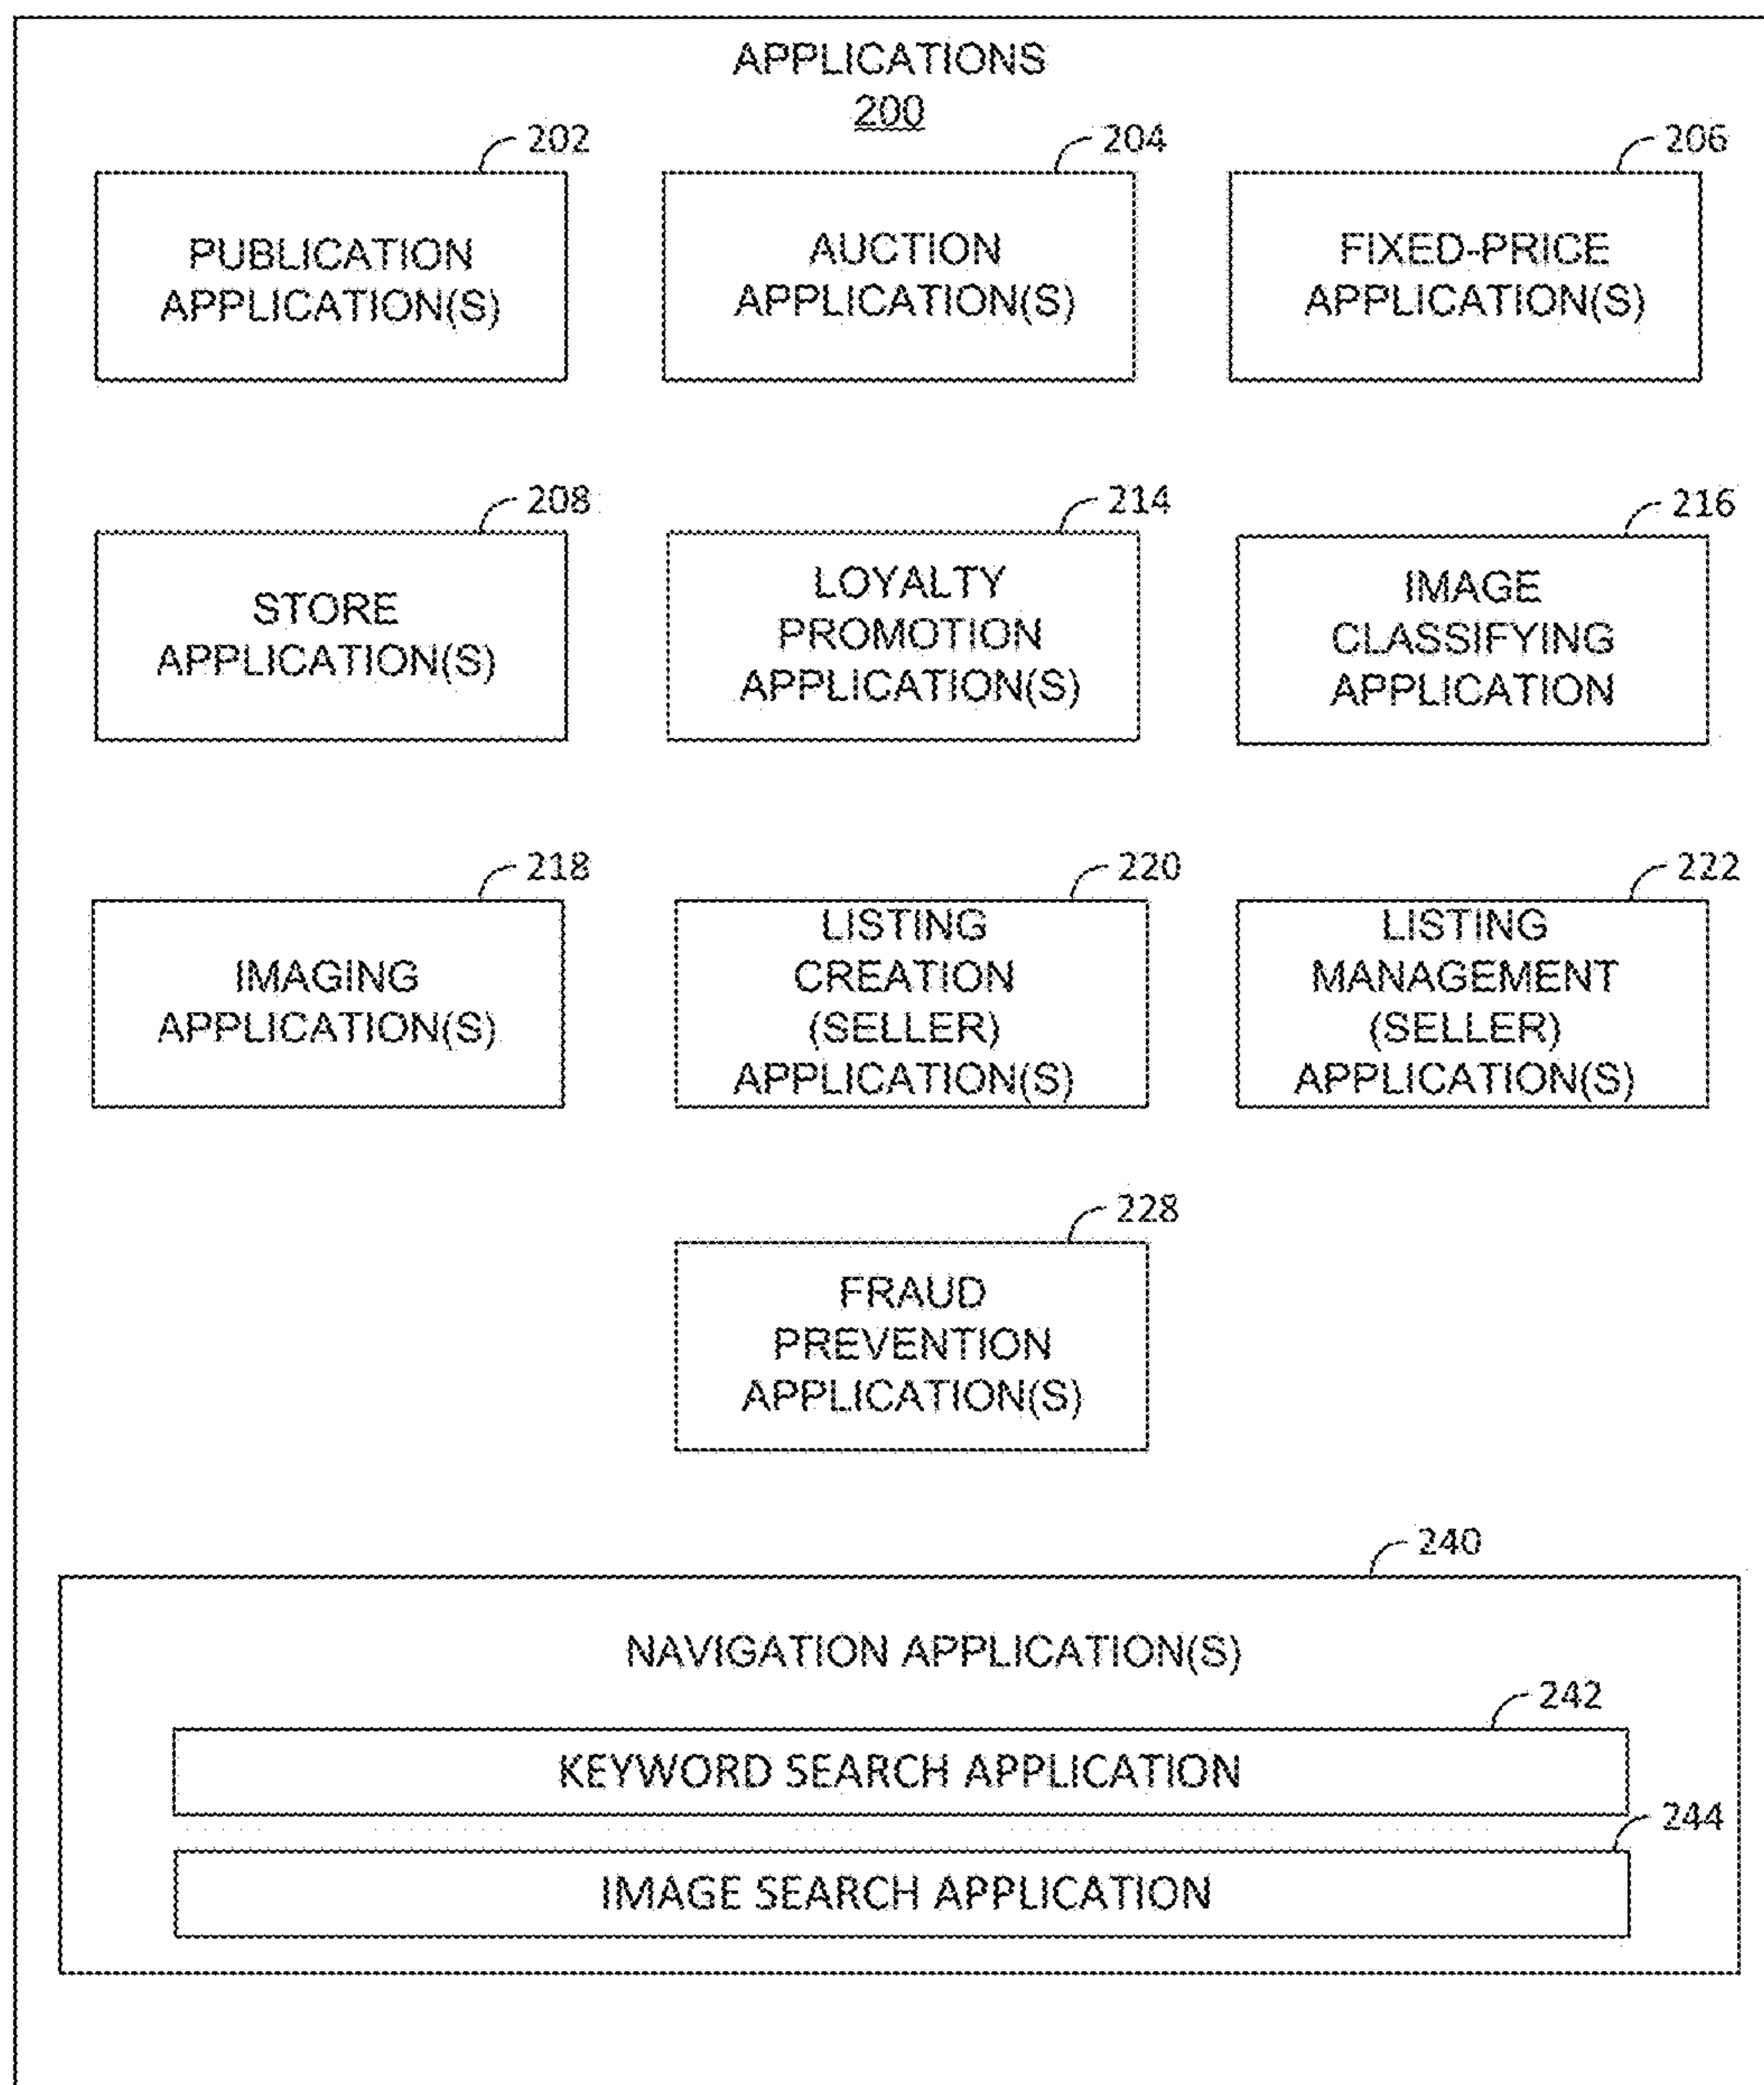 APPLICATIONS
200
202
PUBLICATION
APPLICATION(S)
204
AUCTION
APPLICATION(S)
206
FIXED-PRICE
APPLICATION(S)
208
STORE
APPLICATION(S)
214
LOYALTY
PROMOTION
APPLICATION(S)
216
IMAGE
CLASSIFYING
APPLICATION
218
IMAGING
APPLICATION(S)
220
LISTING
CREATION
(SELLER)
APPLICATION(S)
222
LISTING
MANAGEMENT
(SELLER)
APPLICATION(S)
228
FRAUD
PREVENTION
APPLICATION(S)
240
NAVIGATION APPLICATION(S)
242
KEYWORD SEARCH APPLICATION
244
IMAGE SEARCH APPLICATION